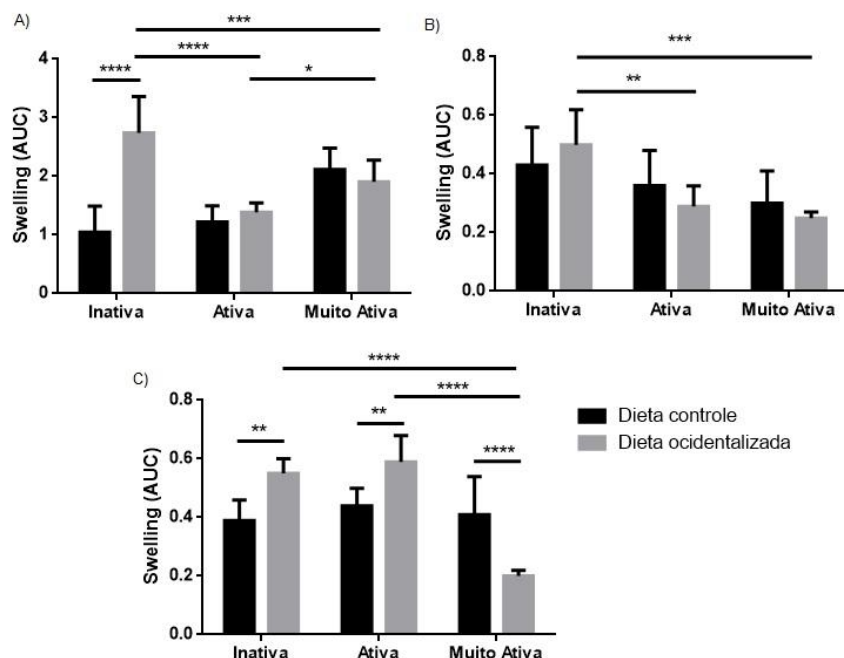 A)
***
****
*
****
Swelling (AUC)
4
3
2
1
0
Inativa Ativa Muito Ativa
B)
***
**
Swelling (AUC)
0.8
0.6
0.4
0.2
0.0
Inativa Ativa Muito Ativa
C)
****
****
**
**
****
Swelling (AUC)
0.8
0.6
0.4
0.2
0.0
Inativa Ativa Muito Ativa
Dieta controle
Dieta ocidentalizada